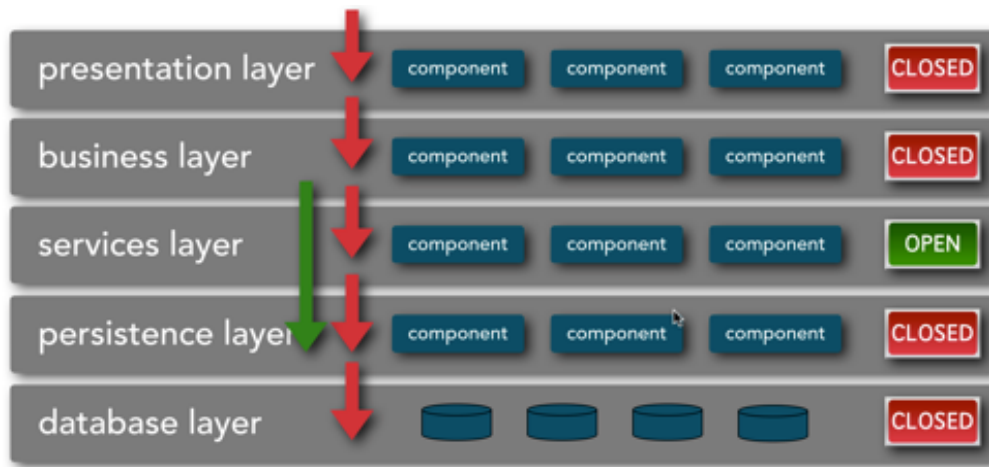 presentation layer component component component CLOSED
business layer component component component CLOSED
services layer component component component OPEN
persistence layer component component component CLOSED
database layer CLOSED